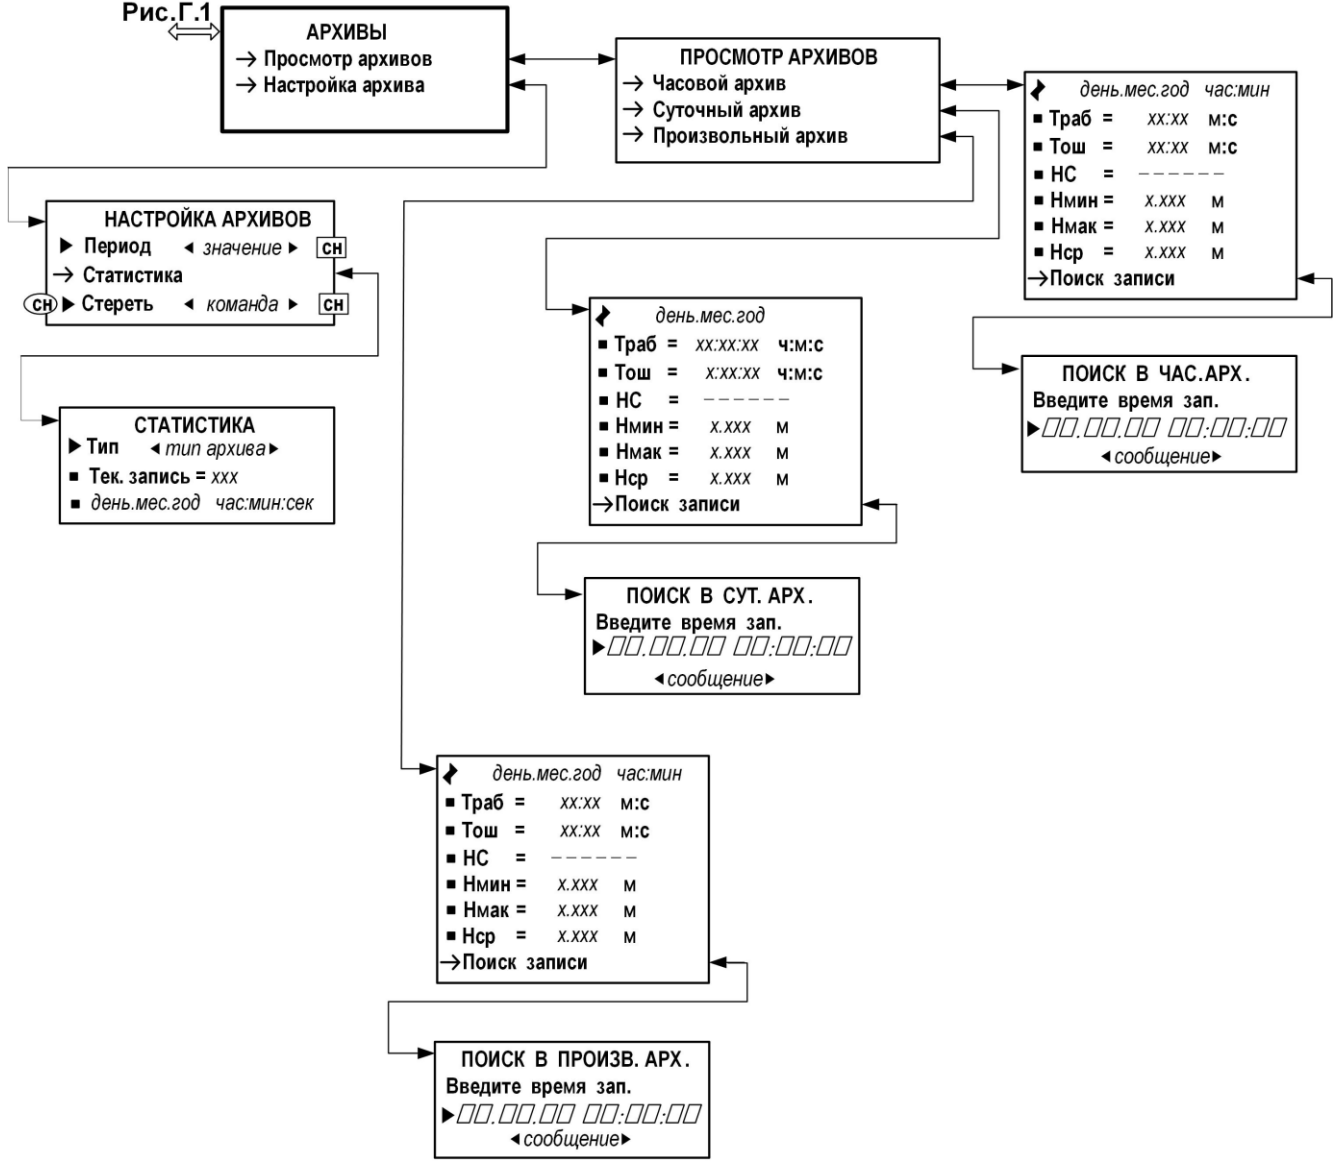 Рис.Г.1
АРХИВЫ
→ Просмотр архивов
→ Настройка архива
ПРОСМОТР АРХИВОВ
→ Часовой архив
→ Суточный архив
→ Произвольный архив
день.мес.год час:мин
■ Траб = хх:хх м:с
■ Тош = хх:хх м:с
■ НС = – – – – – –
■ Нмин = х.ххх м
■ Нмак = х.ххх м
■ Нср = х.ххх м
→Поиск записи
НАСТРОЙКА АРХИВОВ
▶ Период ◂ значение ▸ СН
→ Статистика
СН ▶ Стереть ◂ команда ▸ СН
день.мес.год
■ Траб = хх:хх:хх ч:м:с
■ Тош = х:хх:хх ч:м:с
■ НС = – – – – – –
■ Нмин = х.ххх м
■ Нмак = х.ххх м
■ Нср = х.ххх м
→Поиск записи
ПОИСК В ЧАС.АРХ.
Введите время зап.
▶00.00.00 00:00:00
◂сообщение▸
СТАТИСТИКА
▶ Тип ◂ тип архива▸
■ Тек. запись = ххх
■ день.мес.год час:мин:сек
ПОИСК В СУТ. АРХ.
Введите время зап.
▶00.00.00 00:00:00
◂сообщение▸
день.мес.год час:мин
■ Траб = хх:хх м:с
■ Тош = хх:хх м:с
■ НС = – – – – – –
■ Нмин = х.ххх м
■ Нмак = х.ххх м
■ Нср = х.ххх м
→Поиск записи
ПОИСК В ПРОИЗВ. АРХ.
Введите время зап.
▶00.00.00 00:00:00
◂сообщение▸